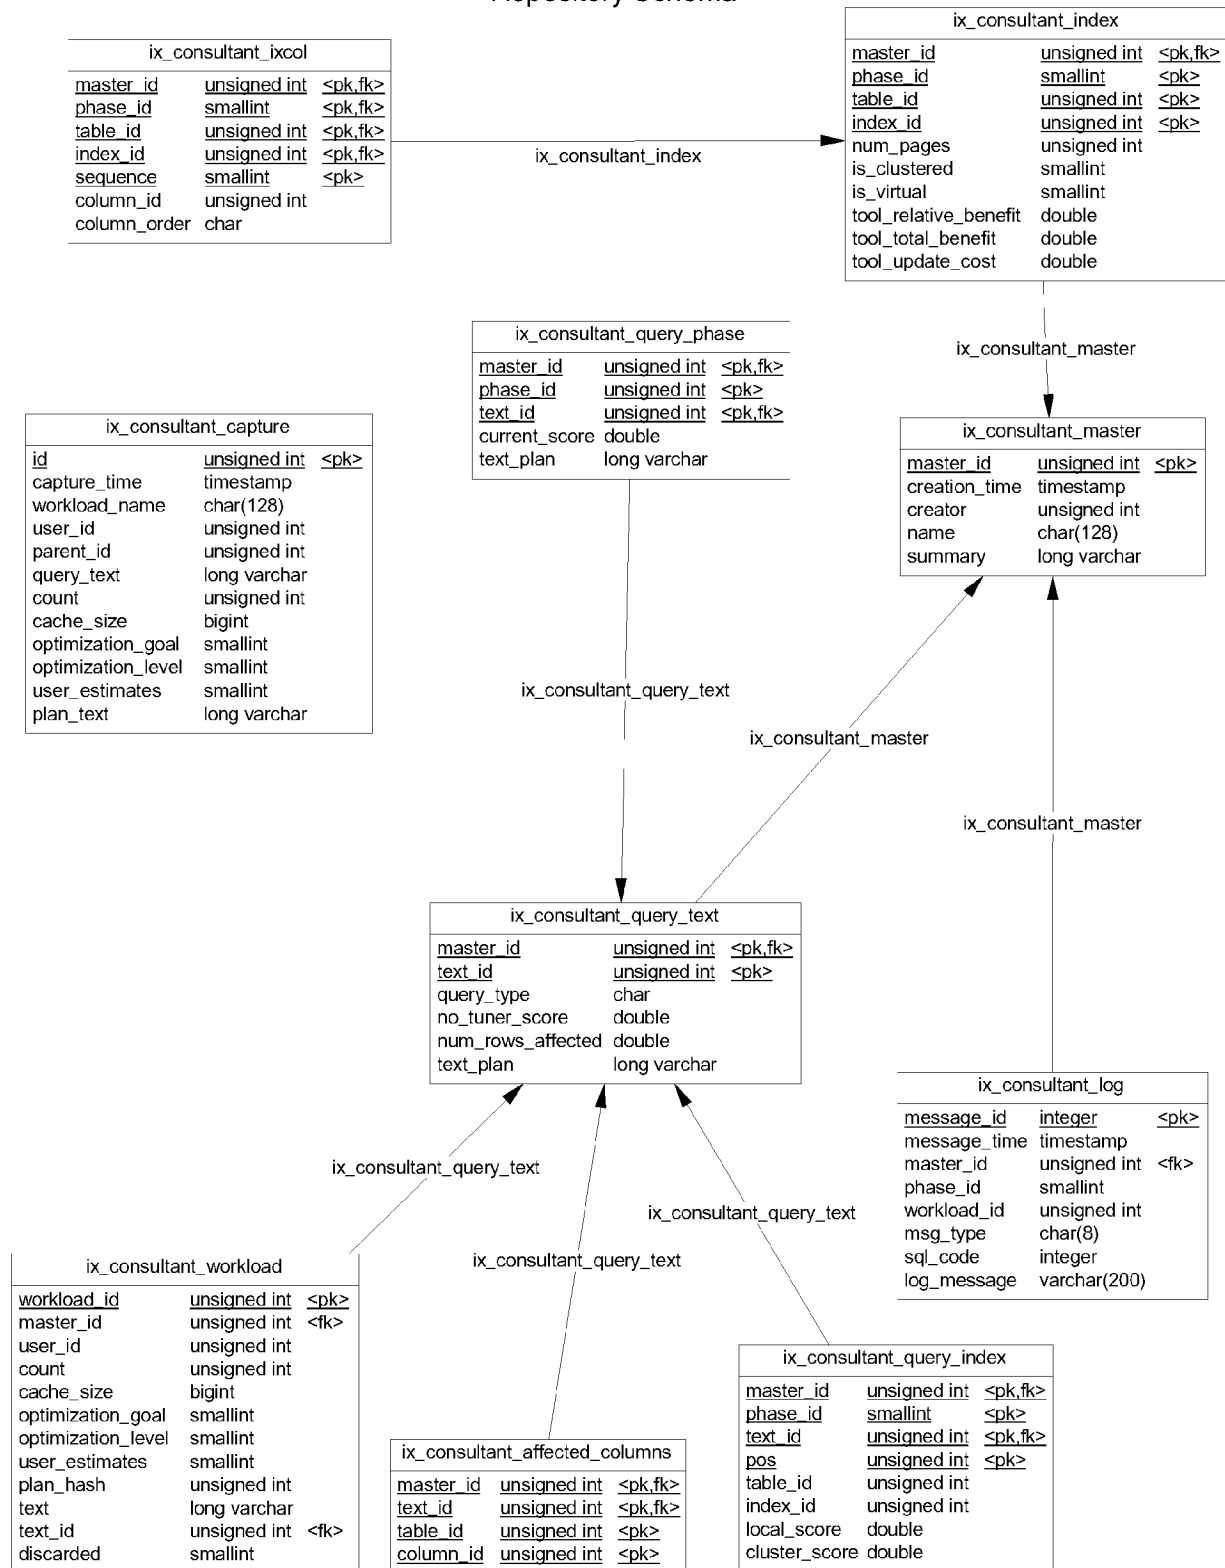 Repository Schema
ix_consultant_ixcol
master_id unsigned int <pk,fk>
phase_id smallint <pk,fk>
table_id unsigned int <pk,fk>
index_id unsigned int <pk,fk>
sequence smallint <pk>
column_id unsigned int
column_order char
ix_consultant_index
ix_consultant_index
master_id unsigned int <pk,fk>
phase_id smallint <pk>
table_id unsigned int <pk>
index_id unsigned int <pk>
num_pages unsigned int
is_clustered smallint
is_virtual smallint
tool_relative_benefit double
tool_total_benefit double
tool_update_cost double
ix_consultant_master
ix_consultant_query_phase
master_id unsigned int <pk,fk>
phase_id unsigned int <pk>
text_id unsigned int <pk,fk>
current_score double
text_plan long varchar
ix_consultant_capture
id unsigned int <pk>
capture_time timestamp
workload_name char(128)
user_id unsigned int
parent_id unsigned int
query_text long varchar
count unsigned int
cache_size bigint
optimization_goal smallint
optimization_level smallint
user_estimates smallint
plan_text long varchar
ix_consultant_master
master_id unsigned int <pk>
creation_time timestamp
creator unsigned int
name char(128)
summary long varchar
ix_consultant_query_text
ix_consultant_master
ix_consultant_master
ix_consultant_query_text
master_id unsigned int <pk,fk>
text_id unsigned int <pk>
query_type char
no_tuner_score double
num_rows_affected double
text_plan long varchar
ix_consultant_log
message_id integer <pk>
message_time timestamp
master_id unsigned int <fk>
phase_id smallint
workload_id unsigned int
msg_type char(8)
sql_code integer
log_message varchar(200)
ix_consultant_query_text
ix_consultant_query_text
ix_consultant_query_text
ix_consultant_workload
workload_id unsigned int <pk>
master_id unsigned int <fk>
user_id unsigned int
count unsigned int
cache_size bigint
optimization_goal smallint
optimization_level smallint
user_estimates smallint
plan_hash unsigned int
text long varchar
text_id unsigned int <fk>
discarded smallint
ix_consultant_affected_columns
master_id unsigned int <pk,fk>
text_id unsigned int <pk,fk>
table_id unsigned int <pk>
column_id unsigned int <pk>
ix_consultant_query_index
master_id unsigned int <pk,fk>
phase_id smallint <pk>
text_id unsigned int <pk,fk>
pos unsigned int <pk>
table_id unsigned int
index_id unsigned int
local_score double
cluster_score double